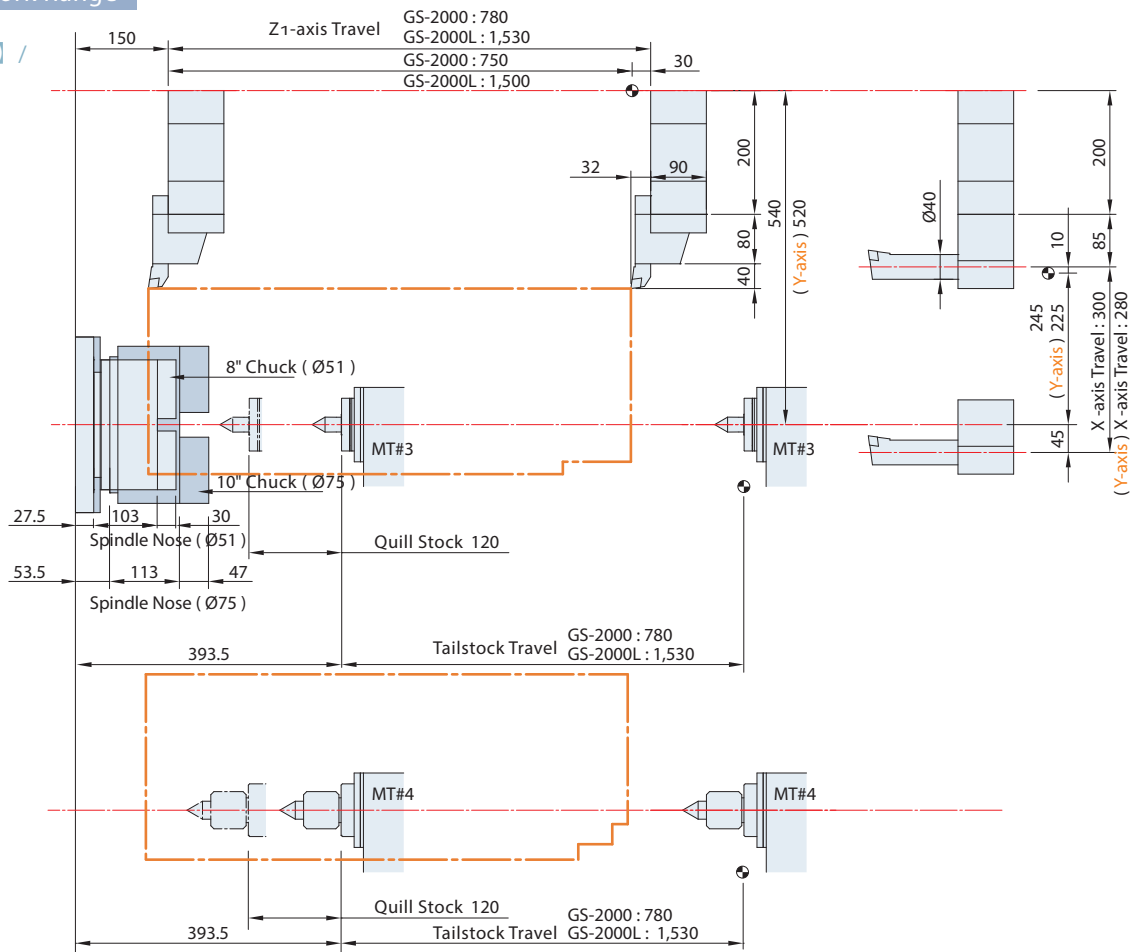 /
150
Z1-axis Travel
GS-2000 : 780
GS-2000L : 1,530
GS-2000 : 750
GS-2000L : 1,500
30
32
90
200
80
40
540
( Y-axis ) 520
Ø40
10
245
( Y-axis ) 225
45
200
85
X -axis Travel : 300
( Y-axis ) X -axis Travel : 280
8" Chuck ( Ø51 )
MT#3
MT#3
10" Chuck ( Ø75 )
27.5
103
30
Spindle Nose ( Ø51 )
Quill Stock 120
53.5
113
47
Spindle Nose ( Ø75 )
393.5
Tailstock Travel
GS-2000 : 780
GS-2000L : 1,530
MT#4
MT#4
Quill Stock 120
393.5
Tailstock Travel
GS-2000 : 780
GS-2000L : 1,530